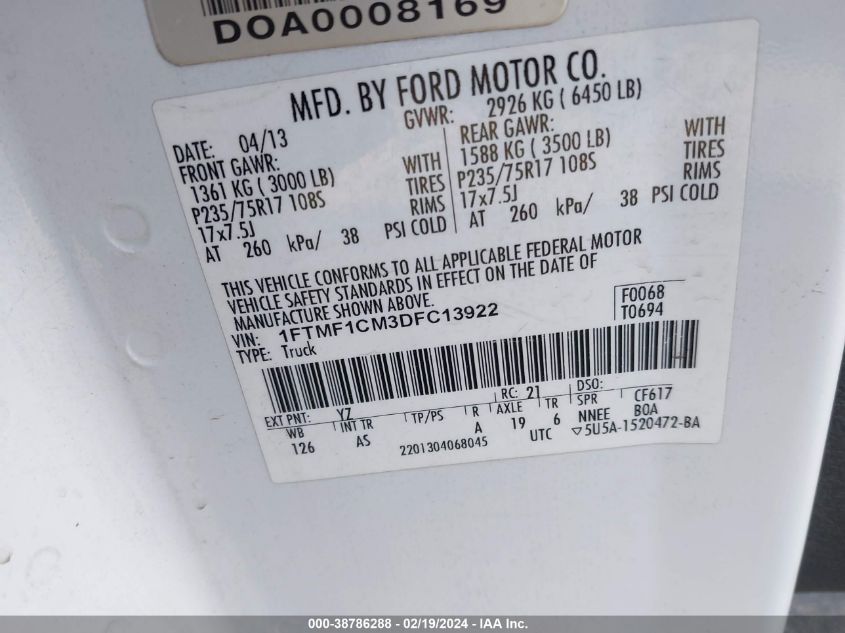 DOA0008169
MFD. BY FORD MOTOR CO.
DATE: 04/13 GVWR: 2926 KG ( 6450 LB)
FRONT GAWR: REAR GAWR:
1361 KG ( 3000 LB) WITH 1588 KG ( 3500 LB) WITH
P235/75R17 108S TIRES P235/75R17 108S TIRES
17x7.5J RIMS 17x7.5J RIMS
AT 260 kPa/ 38 PSI COLD AT 260 kPa/ 38 PSI COLD
THIS VEHICLE CONFORMS TO ALL APPLICABLE FEDERAL MOTOR
VEHICLE SAFETY STANDARDS IN EFFECT ON THE DATE OF
MANUFACTURE SHOWN ABOVE.
VIN: 1FTMF1CM3DFC13922 F0068
TYPE: Truck T0694
EXT PNT: YZ RC: 21 DSO:
WB INT TR TP/PS R AXLE TR SPR CF617
126 AS A 19 6 NNEE BOA
2201304068045 UTC ▽5U5A-1520472-BA
000-38786288 - 02/19/2024 - IAA Inc.